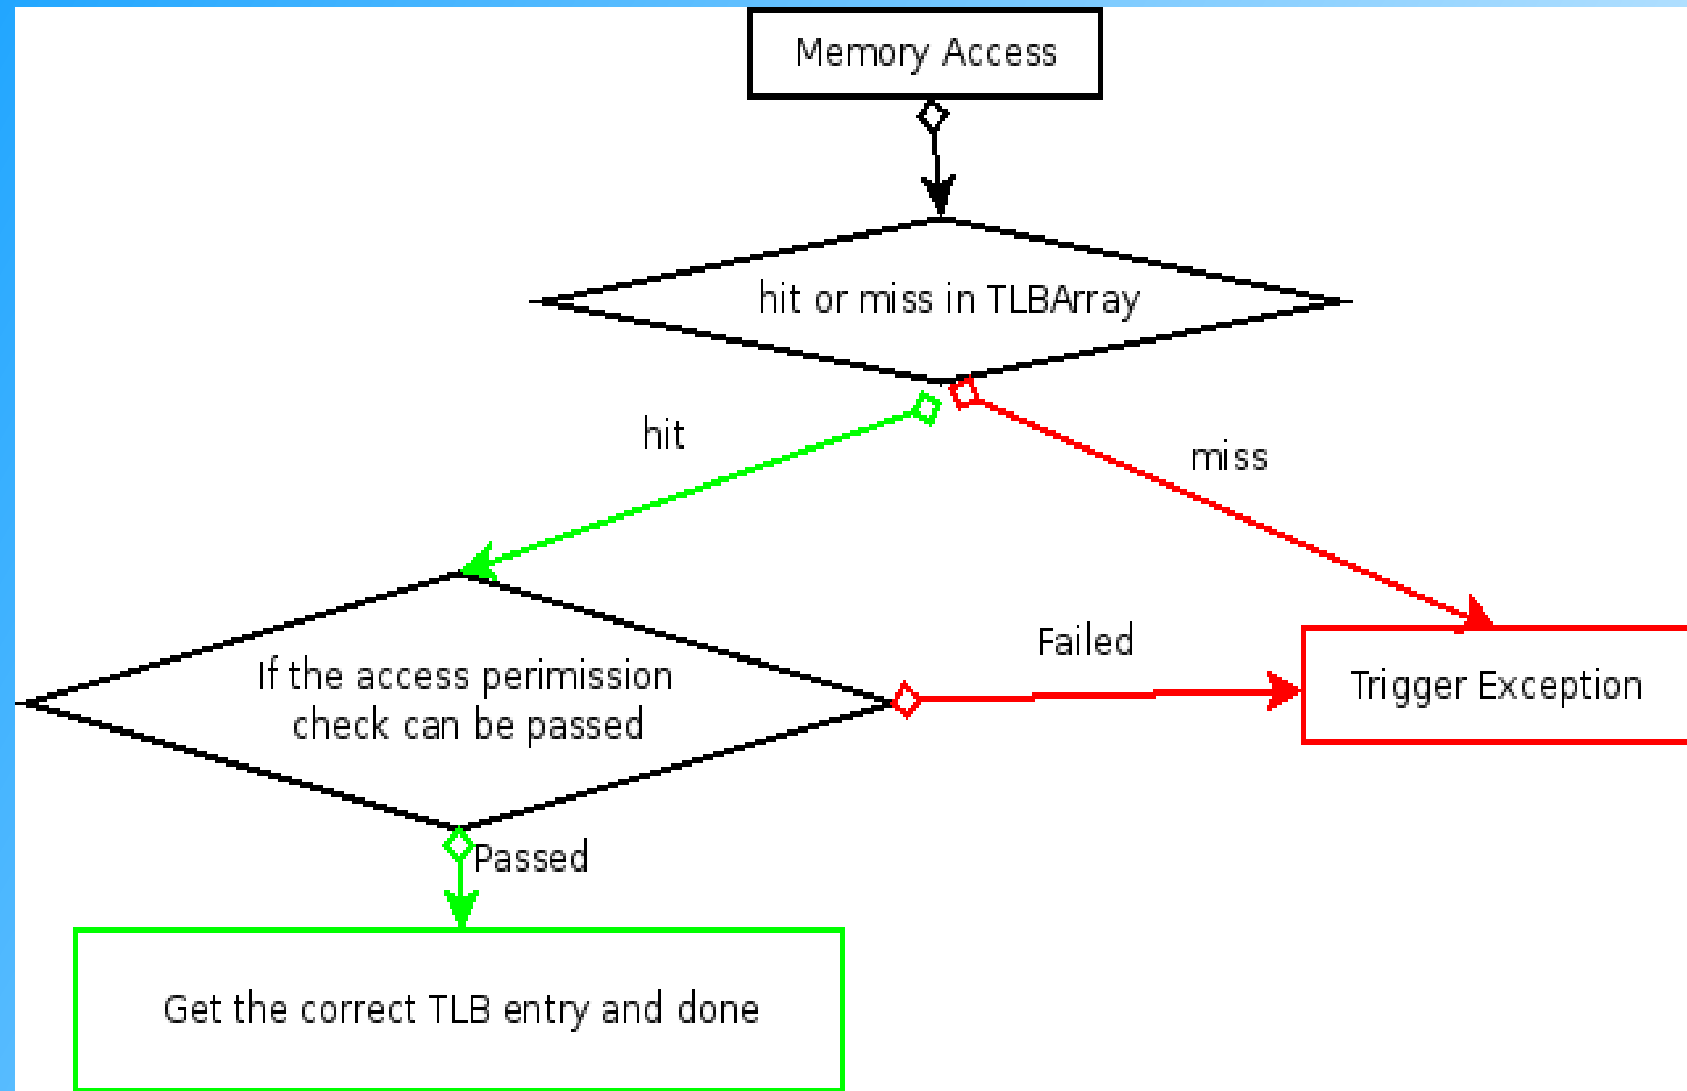 Memory Access
hit or miss in TLBArray
hit
miss
Failed
If the access perimission
check can be passed
Trigger Exception
Passed
Get the correct TLB entry and done